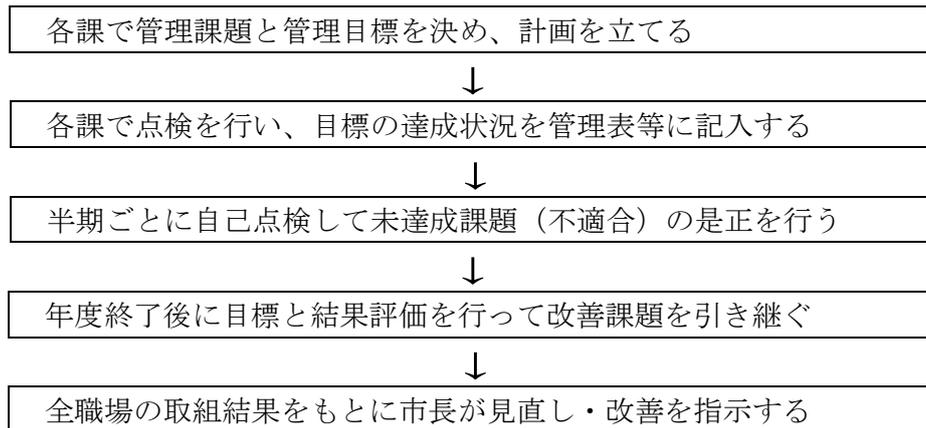 各課で管理課題と管理目標を決め、計画を立てる
↓
各課で点検を行い、目標の達成状況を管理表等に記入する
↓
半期ごとに自己点検して未達成課題（不適合）の是正を行う
↓
年度終了後に目標と結果評価を行って改善課題を引き継ぐ
↓
全職場の取組結果をもとに市長が見直し・改善を指示する